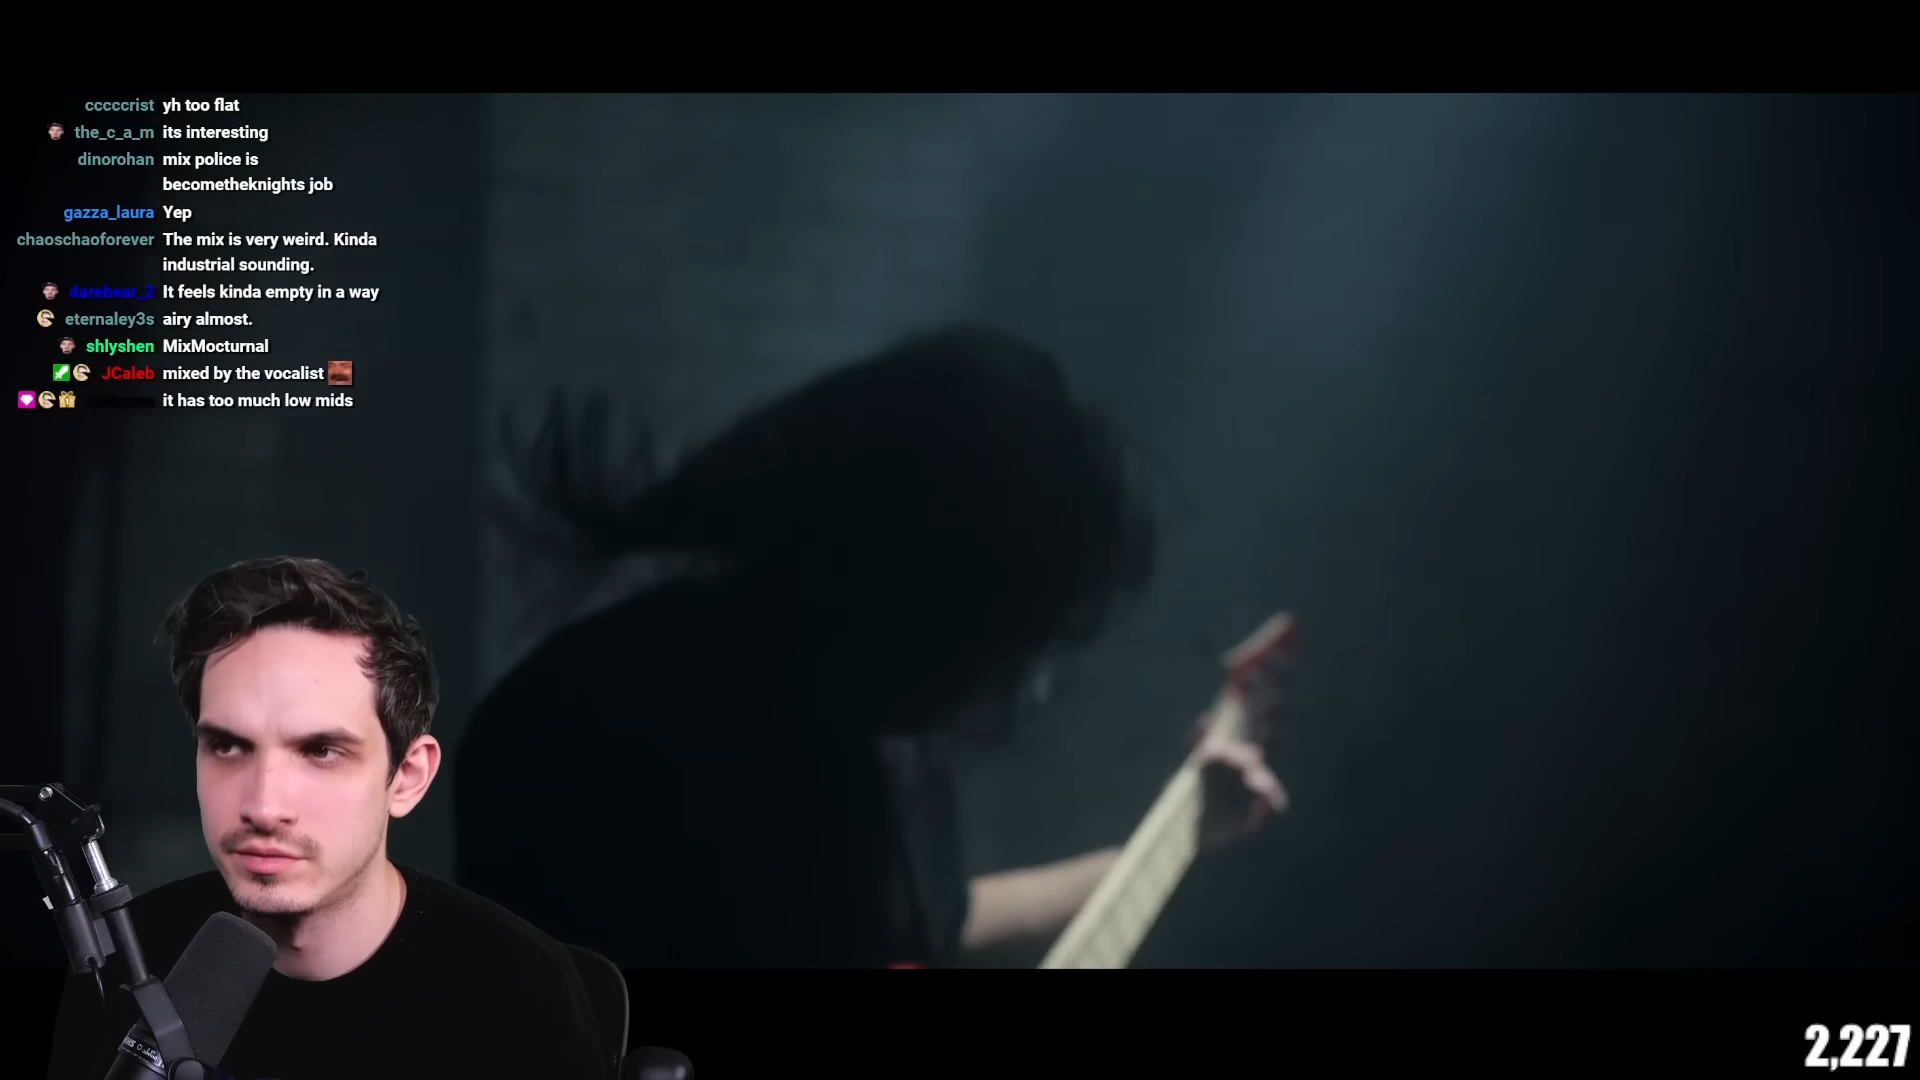 cccccrist yh too flat
the_c_a_m its interesting
dinorohan mix police is
becometheknights job
gazza_laura Yep
chaoschaoforever The mix is very weird. Kinda
industrial sounding.
darebear_2 It feels kinda empty in a way
eternaley3s airy almost.
shlyshen MixMocturnal
JCaleb mixed by the vocalist
it has too much low mids
2,227